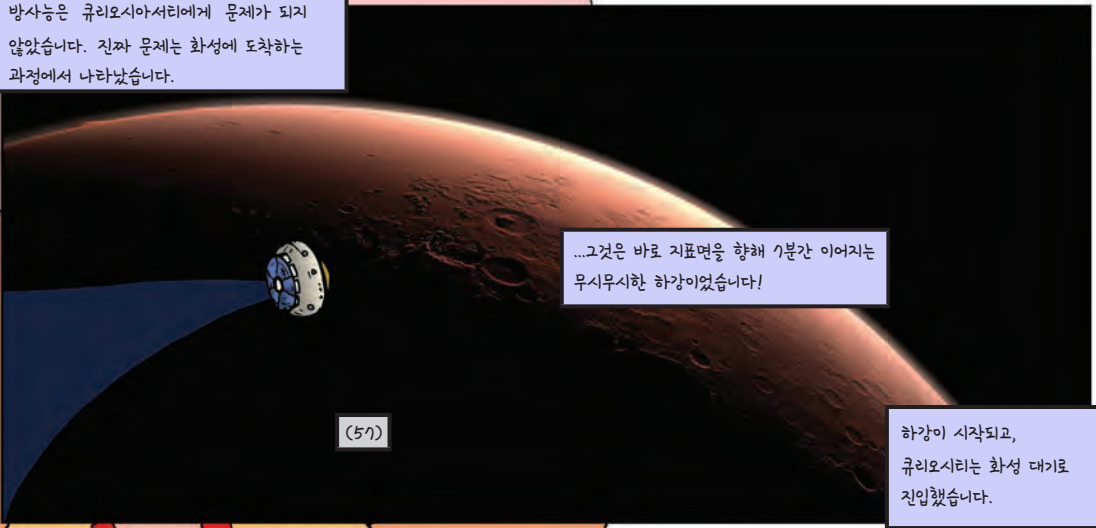 방사능은 큐리오시아서티에게 문제가 되지
않았습니다. 진짜 문제는 화성에 도착하는
과정에서 나타났습니다.
...그것은 바로 지표면을 향해 7분간 이어지는
무시무시한 하강이었습니다!
(57)
하강이 시작되고,
큐리오시티는 화성 대기로
진입했습니다.